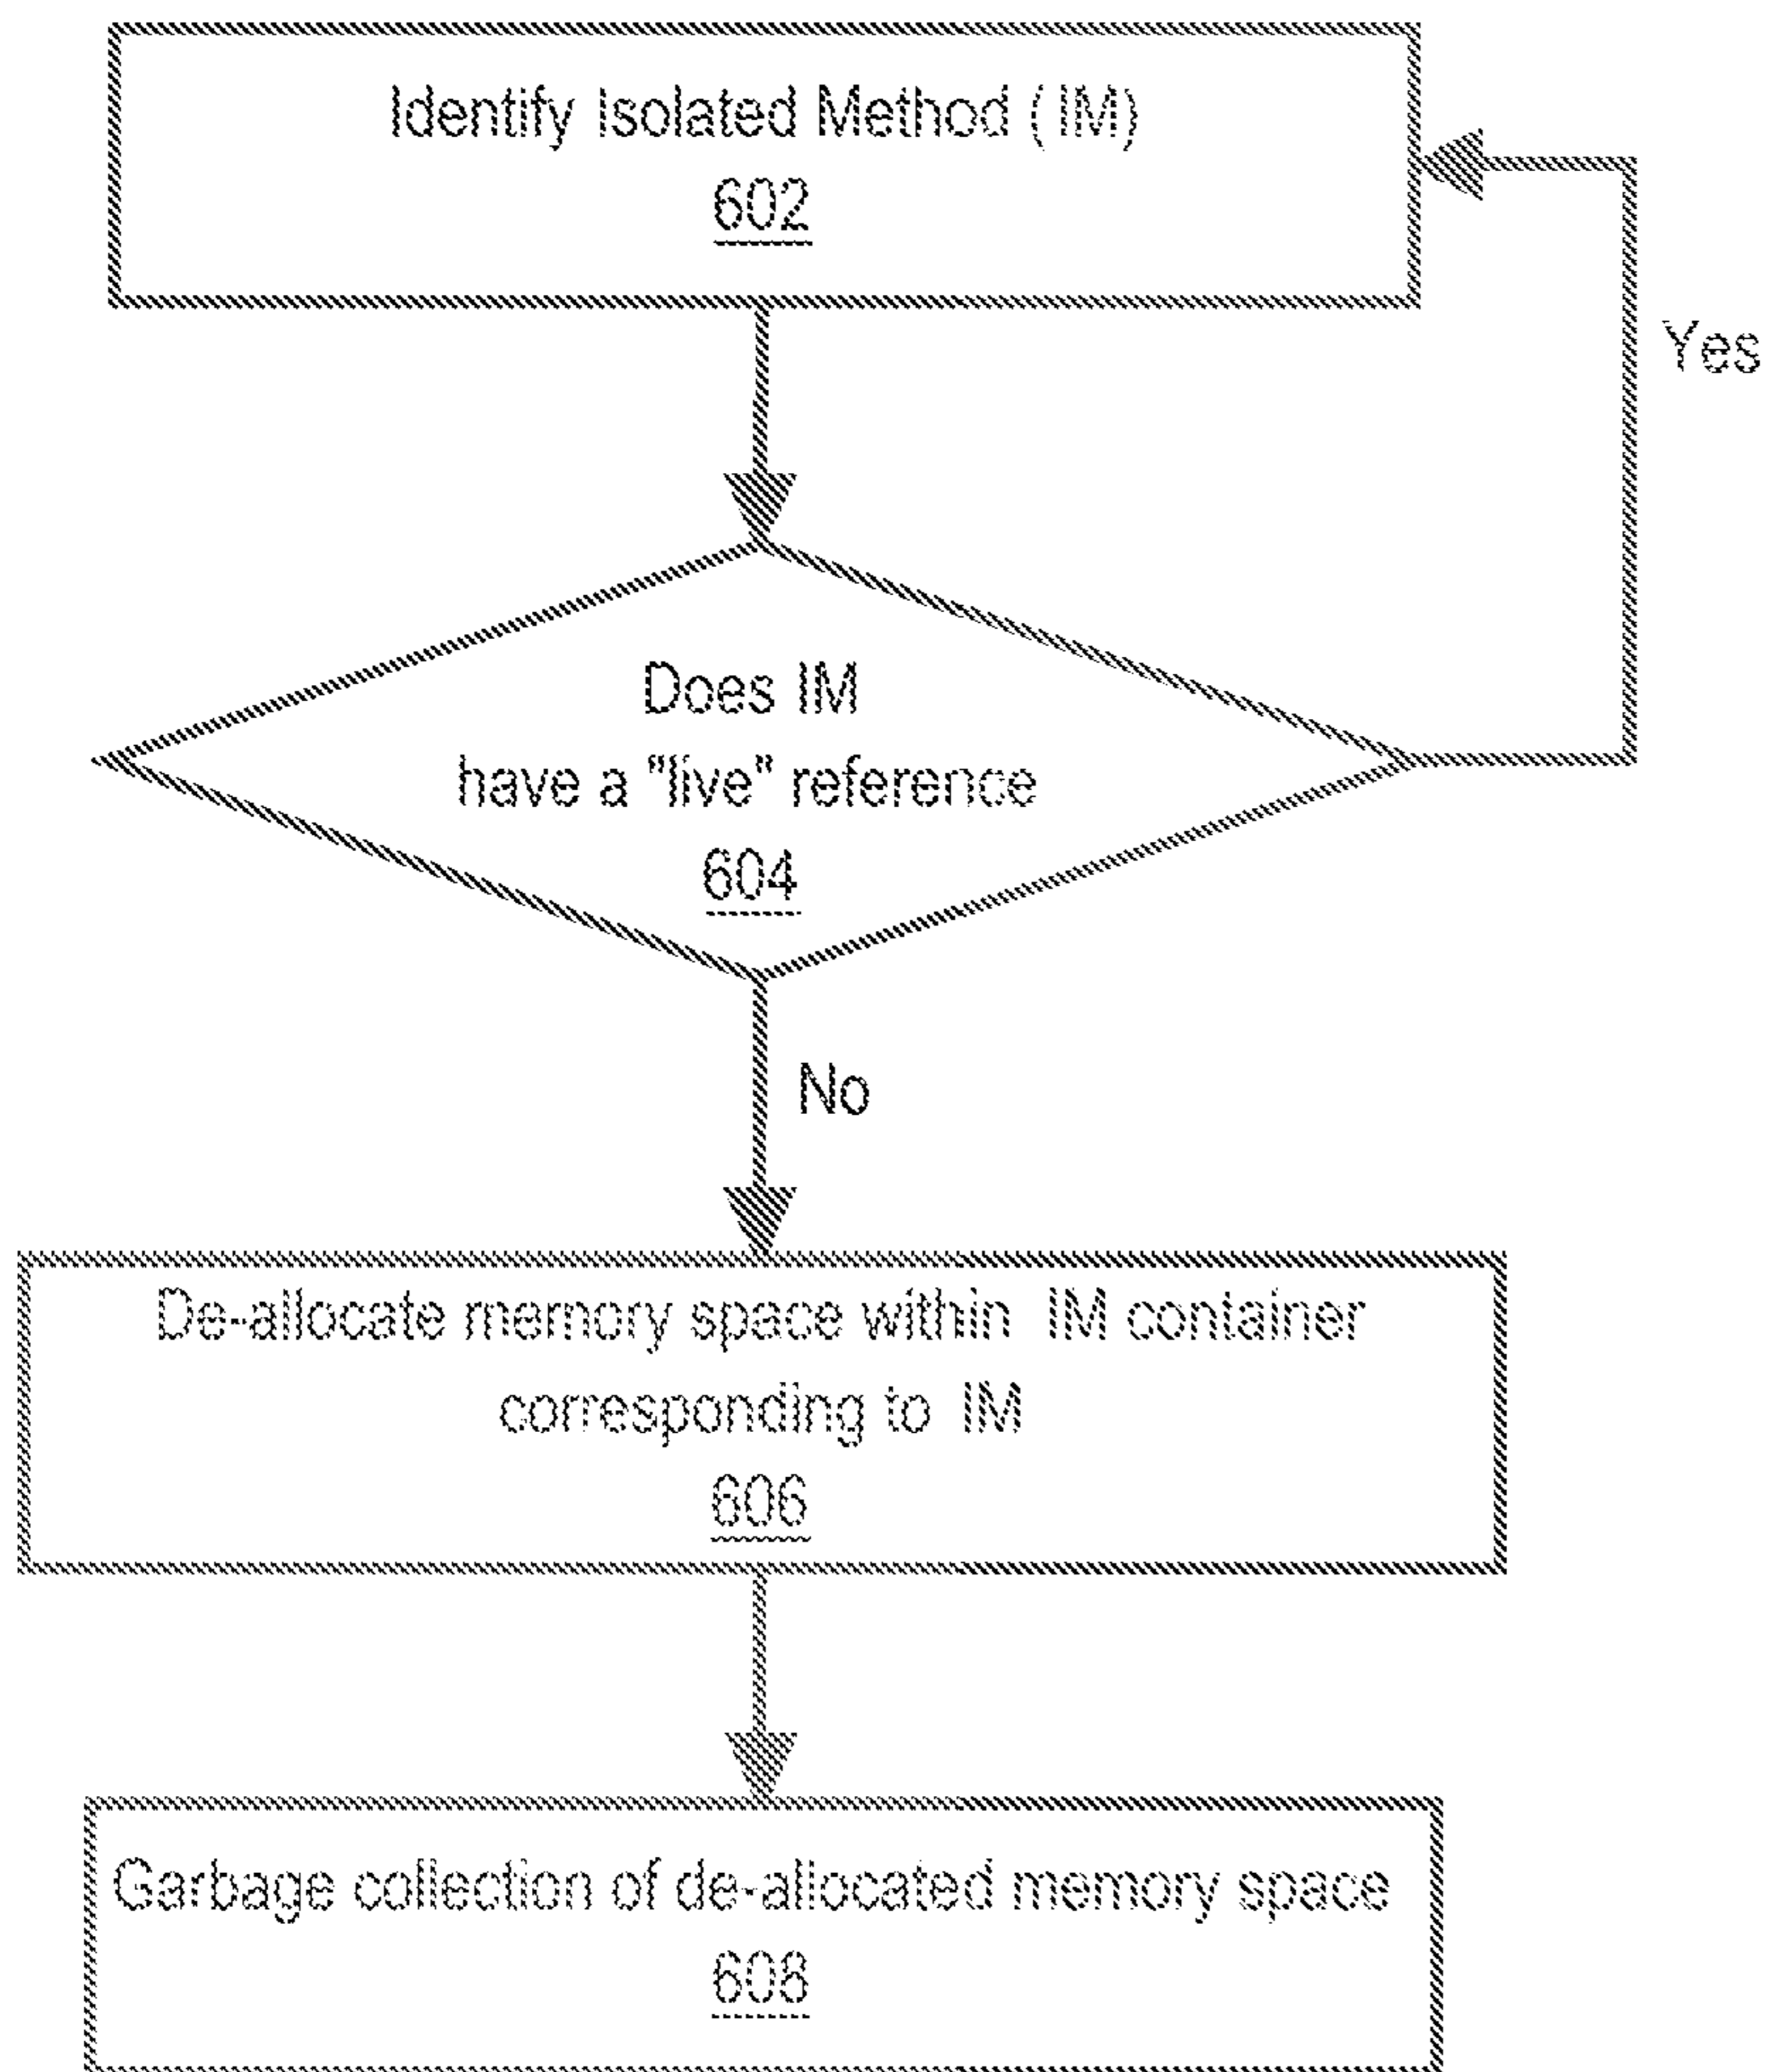 Identify Isolated Method ( IM)
602
Yes
Does IM
have a "live" reference
604
No
De-allocate memory space within IM container
corresponding to IM
606
Garbage collection of de-allocated memory space
608